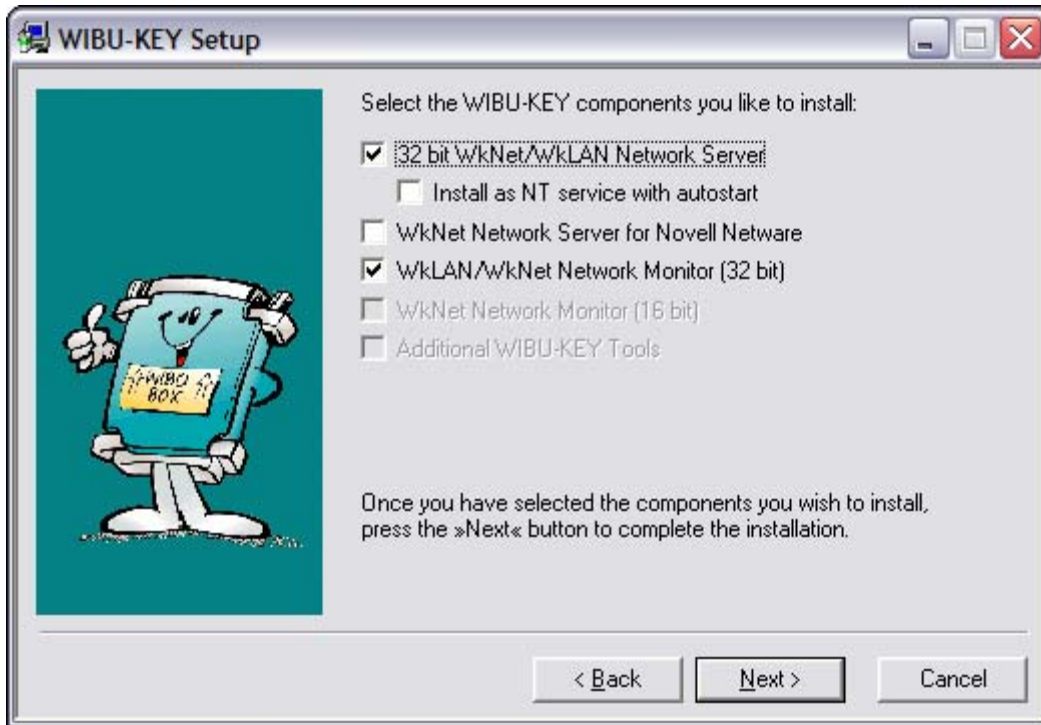 WIBU-KEY Setup
Select the WIBU-KEY components you like to install:
32 bit WkNet/WkLAN Network Server
Install as NT service with autostart
WkNet Network Server for Novell Netware
WkLAN/WkNet Network Monitor (32 bit)
WkNet Network Monitor (16 bit)
Additional WIBU-KEY Tools
WIBU
BOX
Once you have selected the components you wish to install,
press the »Next« button to complete the installation.
< Back
Next >
Cancel